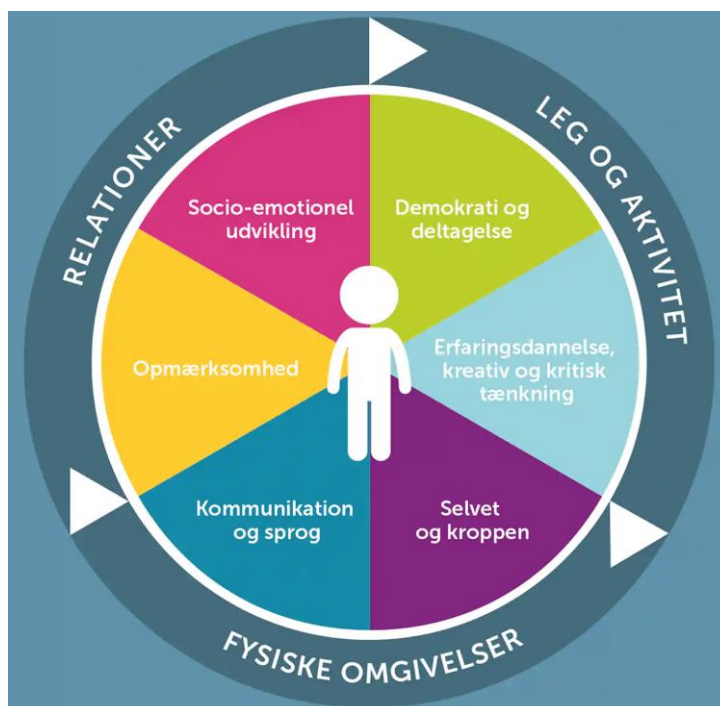 RELATIONER
LEG OG AKTIVITET
Socio-emotionel
udvikling
Demokrati og
deltagelse
Opmærksomhed
Erfaringsdannelse,
kreativ og kritisk
tænkning
Kommunikation
og sprog
Selvet
og kroppen
FYSISKE OMGIVELSER